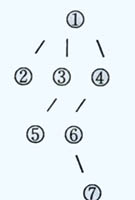 ①
② ③ ④
⑤ ⑥
⑦